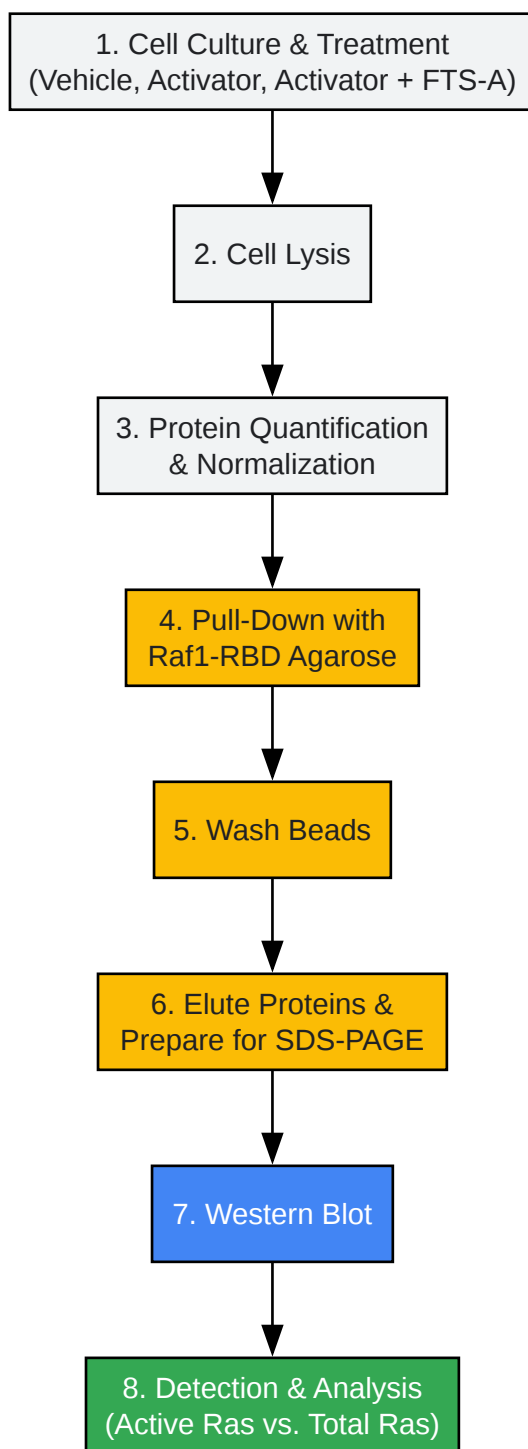 1. Cell Culture & Treatment
(Vehicle, Activator, Activator + FTS-A)
2. Cell Lysis
3. Protein Quantification
& Normalization
4. Pull-Down with
Raf1-RBD Agarose
5. Wash Beads
6. Elute Proteins &
Prepare for SDS-PAGE
7. Western Blot
8. Detection & Analysis
(Active Ras vs. Total Ras)